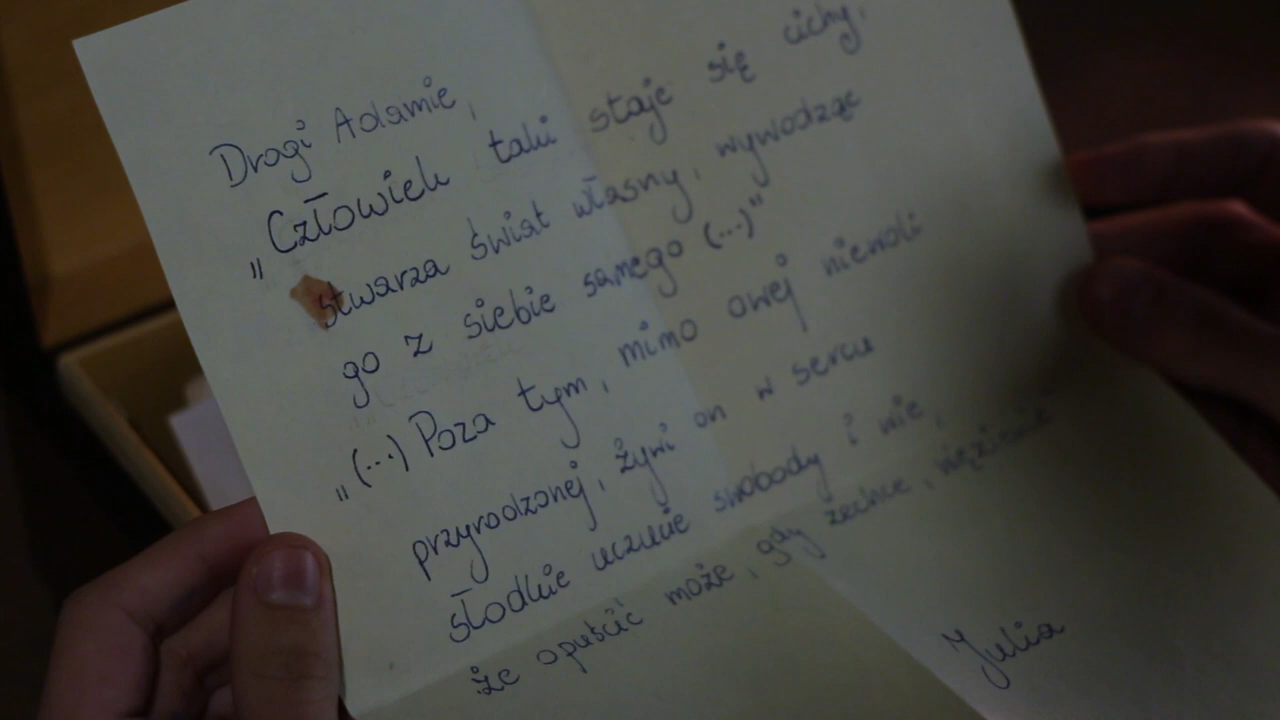 Drogi Adamie,
„Człowiek taki staje się cichy,
stwarza świat własny, wywodząc
go z siebie samego (...)"
„(...) Poza tym, mimo owej niewoli
przyrodzonej, żywi on w sercu
słodkie uczucie swobody i wie,
że opuścić może, gdy zechce, więzienie"
Julia